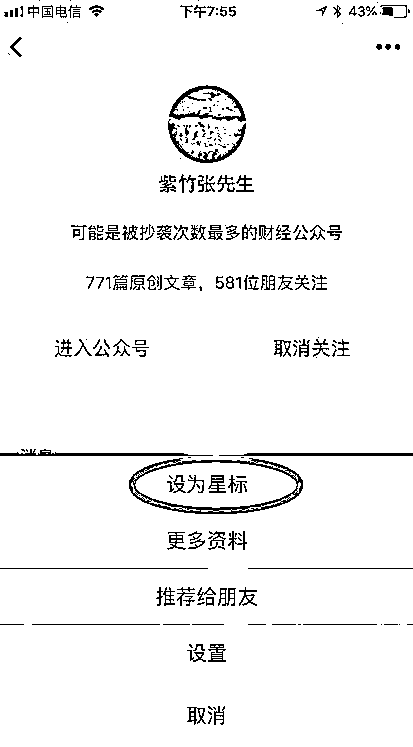 中国电信 下午7:55 43%
紫竹张先生
可能是被抄袭次数最多的财经公众号
771篇原创文章，581位朋友关注
进入公众号 取消关注
设为星标
更多资料
推荐给朋友
设置
取消